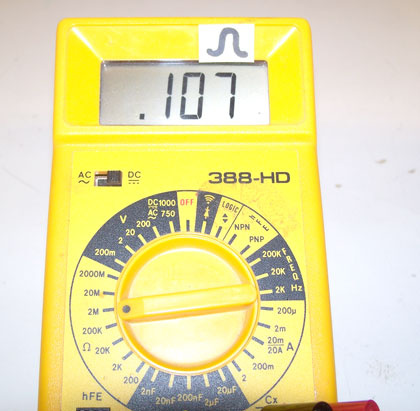 .107
AC DC
388-HD
DC1000
AC 750
OFF
LOGIC
hFE
NPN
PNP
V
200
20
2
200m
2000M
20M
200K
20K
2K
200
Ω
200K
20K
2K
FREQ
Hz
200µ
2m
20m
20A
A
hFE
2nF
20nF
200nF
2µF
20µF
Cx